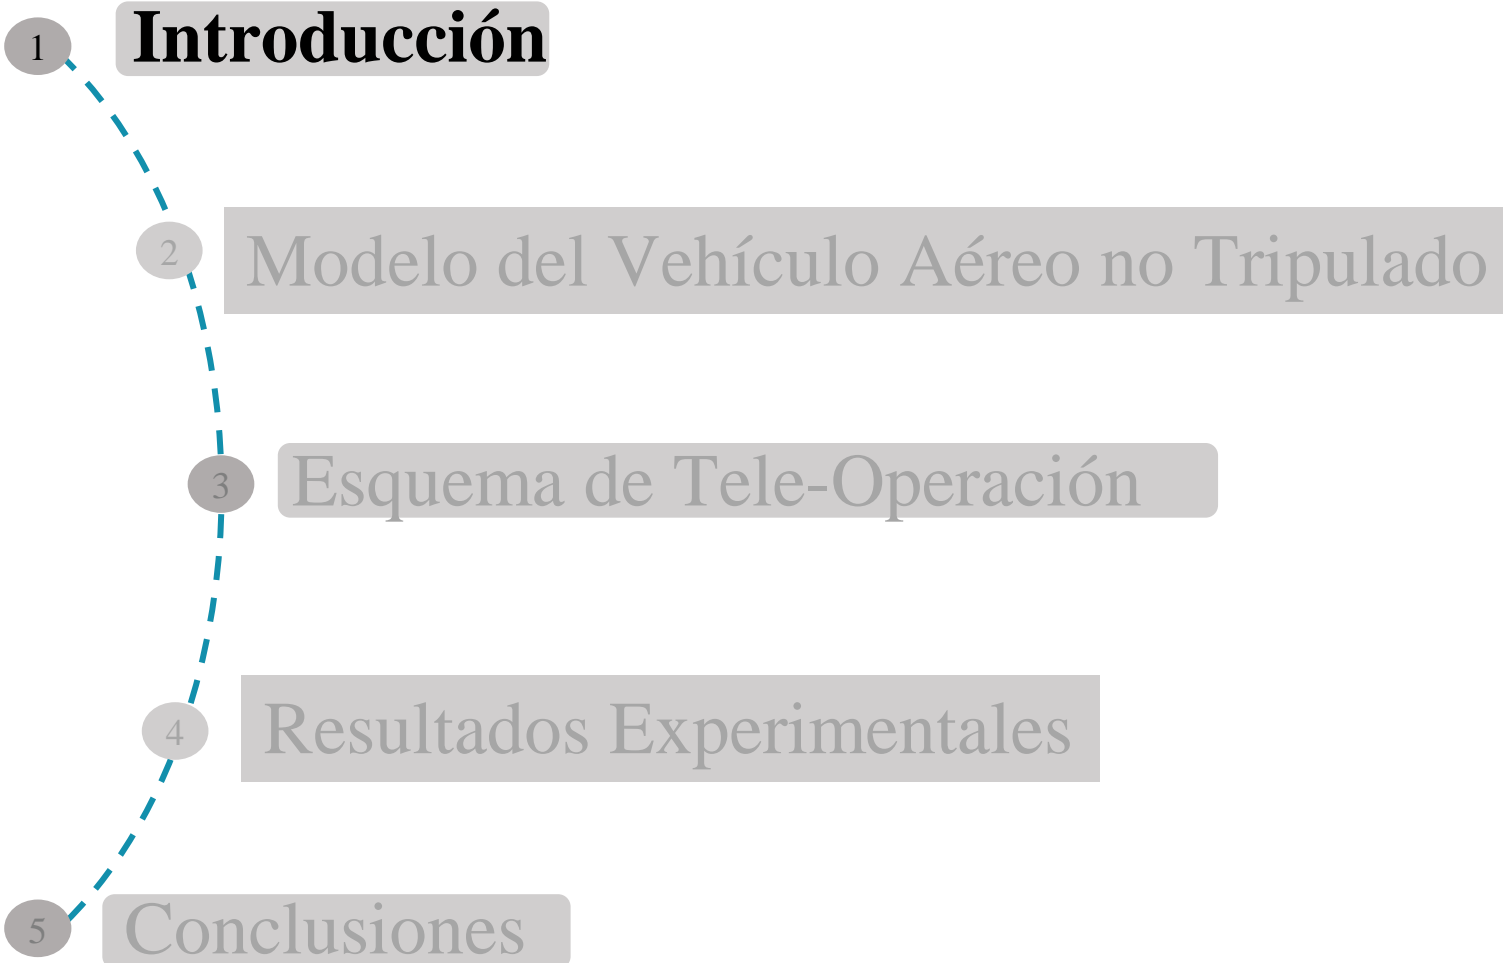 1 Introducción
2 Modelo del Vehículo Aéreo no Tripulado
3 Esquema de Tele-Operación
4 Resultados Experimentales
5 Conclusiones